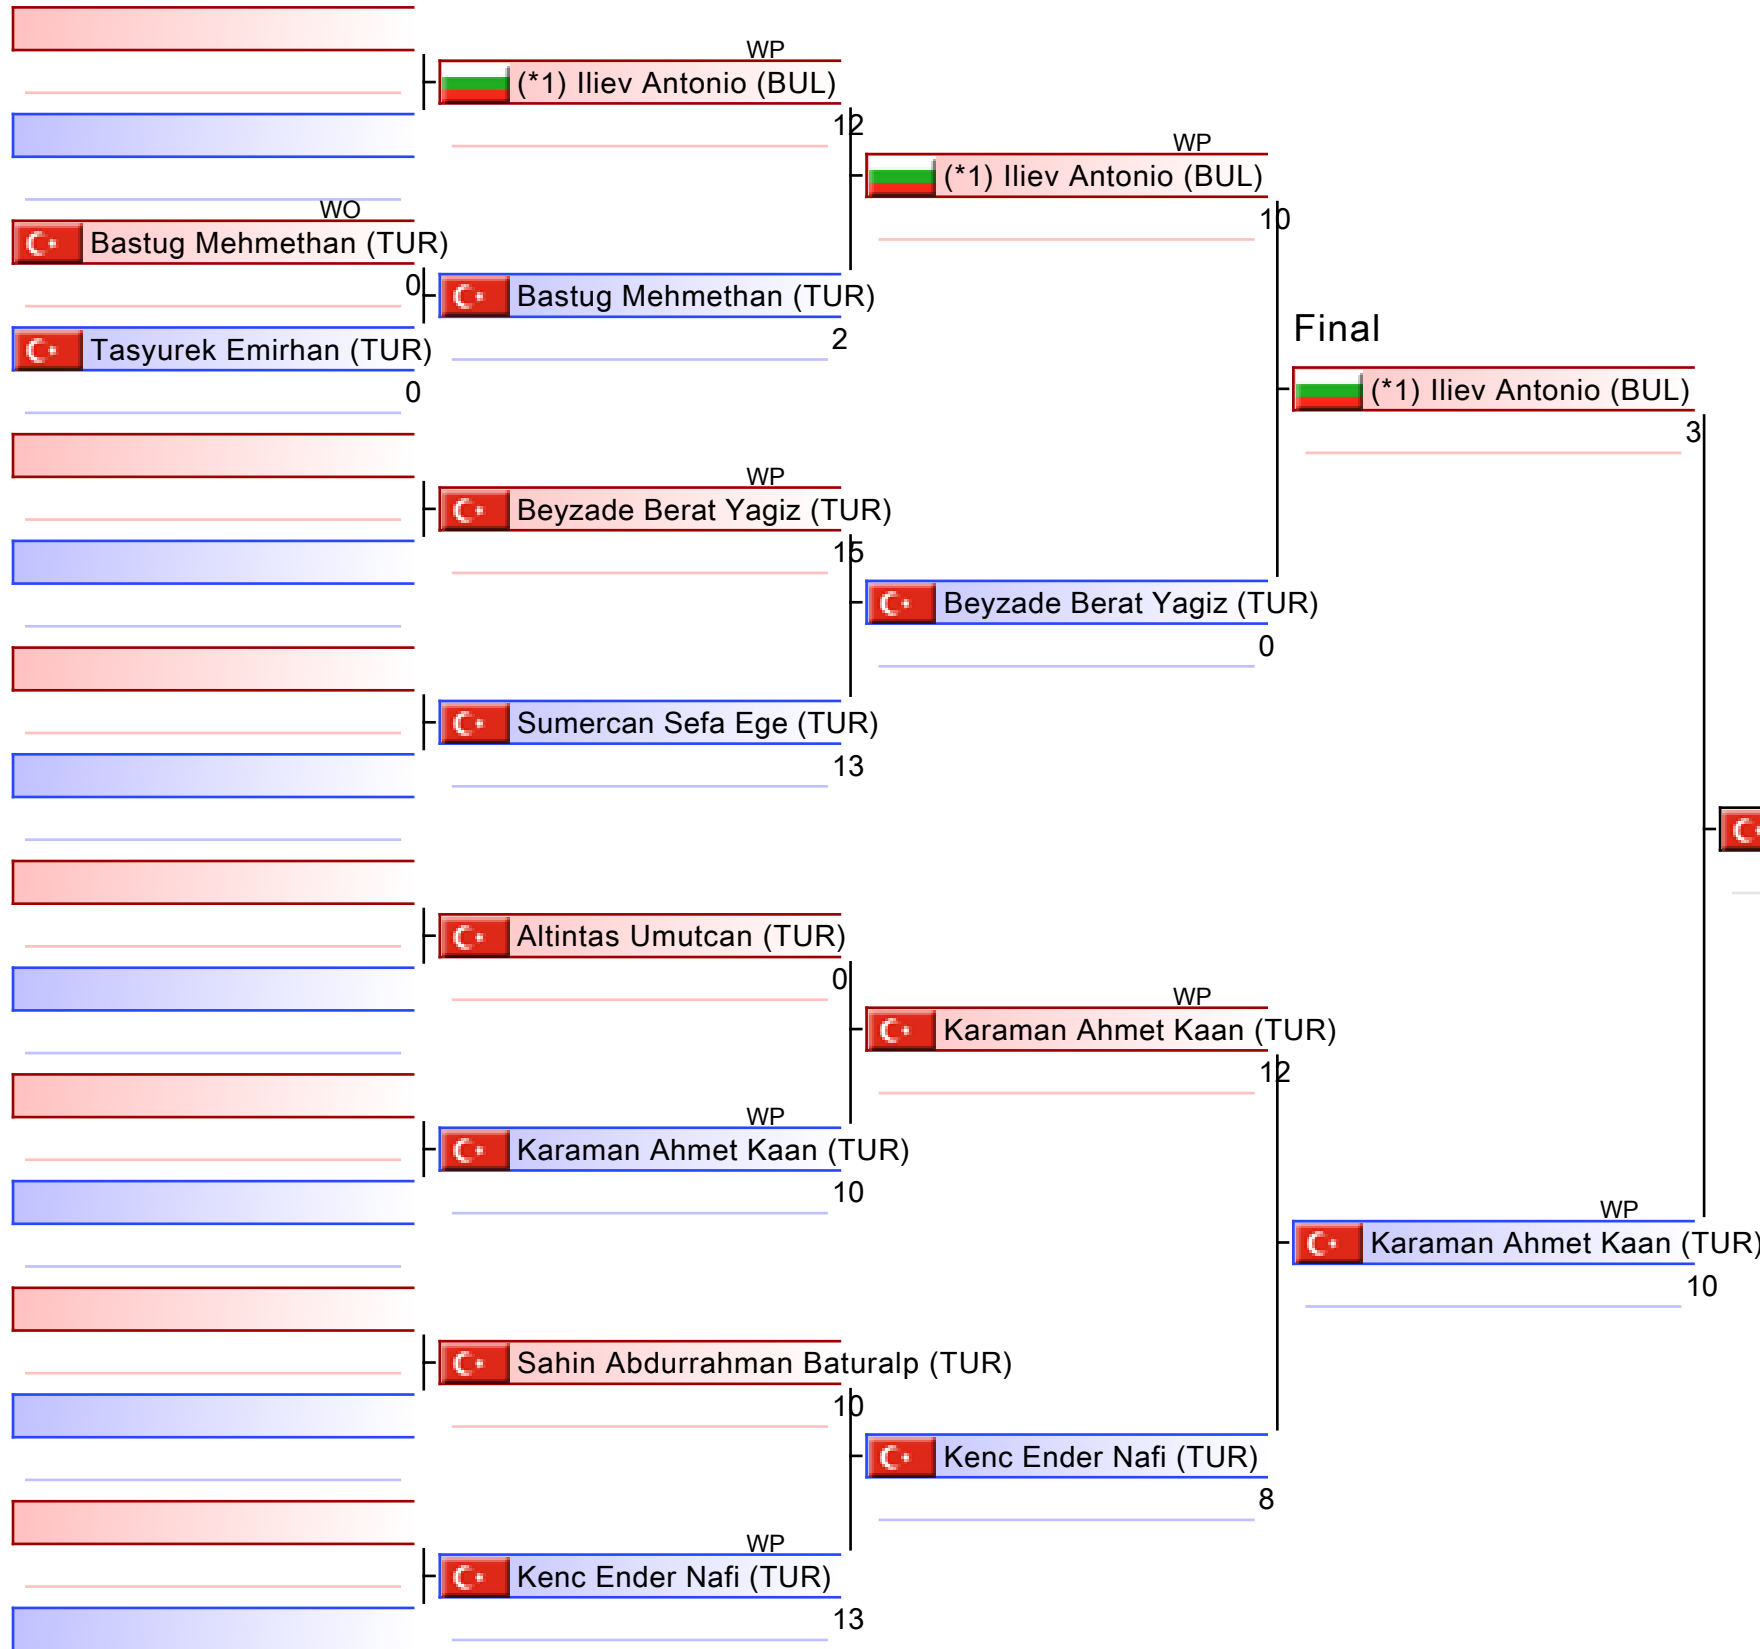 WP
(*1) Iliev Antonio (BUL)
12
WP
(*1) Iliev Antonio (BUL)
10
WO
Bastug Mehmethan (TUR)
0
Bastug Mehmethan (TUR)
2
Tasyurek Emirhan (TUR)
0
Final
(*1) Iliev Antonio (BUL)
3
WP
Beyzade Berat Yagiz (TUR)
15
Beyzade Berat Yagiz (TUR)
0
Sumercan Sefa Ege (TUR)
13
Altintas Umutcan (TUR)
0
WP
Karaman Ahmet Kaan (TUR)
12
WP
Karaman Ahmet Kaan (TUR)
10
WP
Karaman Ahmet Kaan (TUR)
10
Sahin Abdurrahman Baturalp (TUR)
10
Kenc Ender Nafi (TUR)
8
WP
Kenc Ender Nafi (TUR)
13